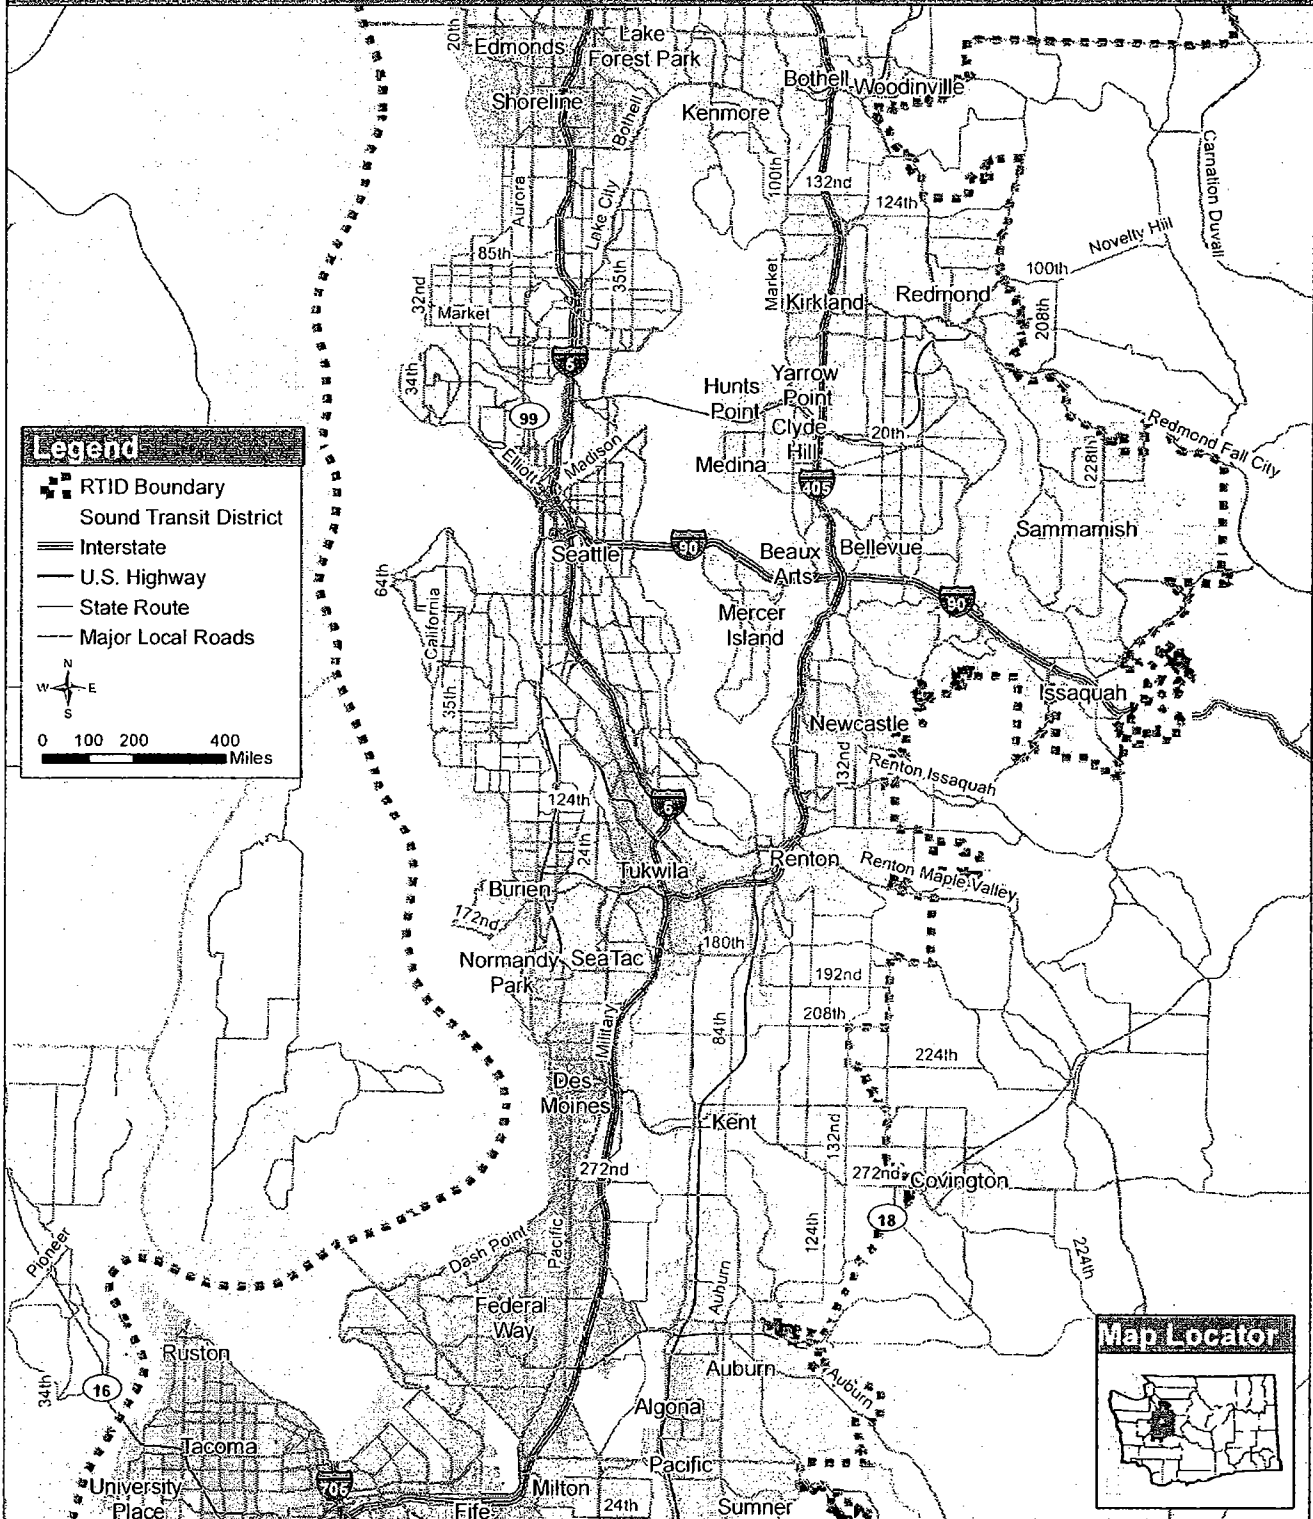 20th
Edmonds
Lake
Forest Park
Bothell
Woodinville
Shoreline
Kenmore
Bothell
Carnation Duvall
100th
132nd
124th
Aurora
Lake City
Novelty Hill
85th
35th
32nd
Market
Market
100th
Kirkland
Redmond
208th
34th
Hunts
Point
Yarrow
Point
99
Clyde
Hill
20th
Redmond Fall City
Elliott
Madison
Medina
228th
405
Legend
RTID Boundary
Sound Transit District
Interstate
U.S. Highway
State Route
Major Local Roads
N
W E
S
0 100 200 400
Miles
Sammamish
Seattle
90
Beaux
Arts
Bellevue
64th
California
Mercer
Island
90
35th
Issaquah
Newcastle
132nd
Renton Issaquah
124th
24th
Tukwila
Renton
Renton Maple Valley
Burien
172nd
180th
Normandy
Park
SeaTac
192nd
Military
84th
208th
224th
Des
Moines
Kent
132nd
272nd
272nd
Covington
18
124th
224th
Pioneer
Dash Point
Pacific
Auburn
Federal
Way
Ruston
Map Locator
34th
16
Auburn
Auburn
Algona
Tacoma
Pacific
University
Place
705
Fife
Milton
24th
Sumner